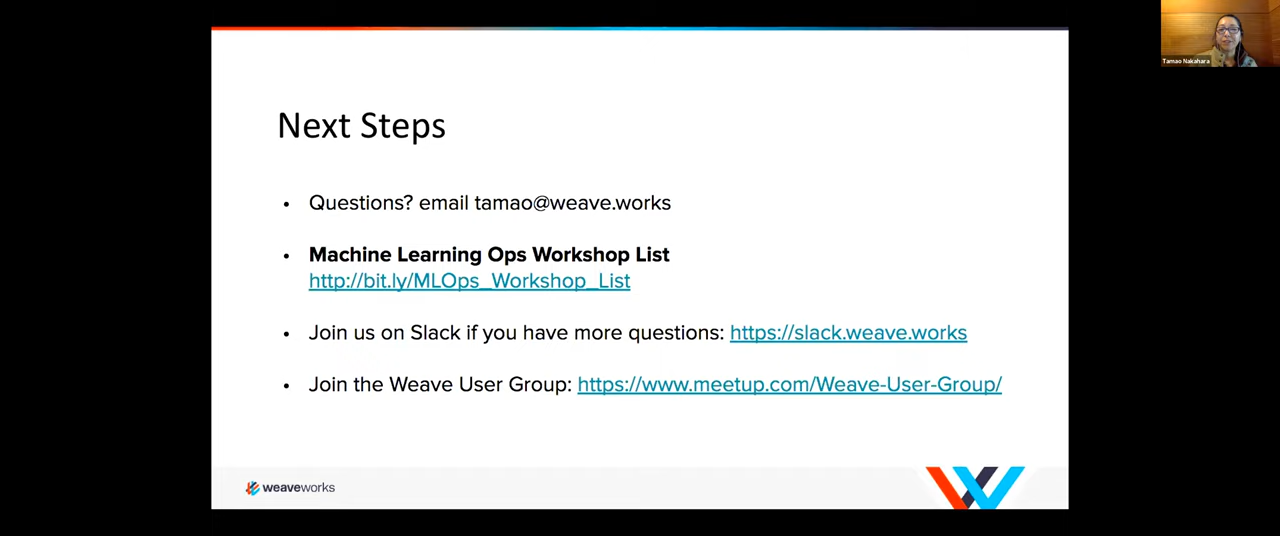 Tamao Nakahara
Next Steps
• Questions? email tamao@weave.works
• Machine Learning Ops Workshop List
http://bit.ly/MLOps_Workshop_List
• Join us on Slack if you have more questions: https://slack.weave.works
• Join the Weave User Group: https://www.meetup.com/Weave-User-Group/
weaveworks